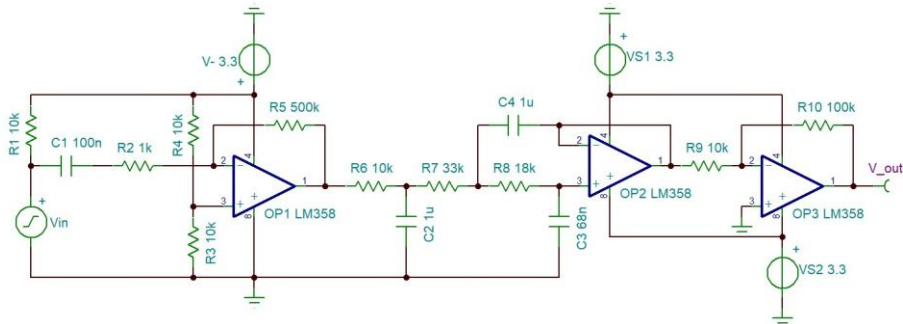 V- 3.3
+
VS1 3.3
+
R1 10k
C1 100n
R2 1k
R4 10k
R5 500k
2
3
4
8
1
+
OP1 LM358
R3 10k
Vin
+
R6 10k
R7 33k
C2 1u
C4 1u
R8 18k
C3 68n
2
3
4
8
1
+
OP2 LM358
R9 10k
R10 100k
2
3
4
8
1
+
OP3 LM358
V_out
VS2 3.3
+